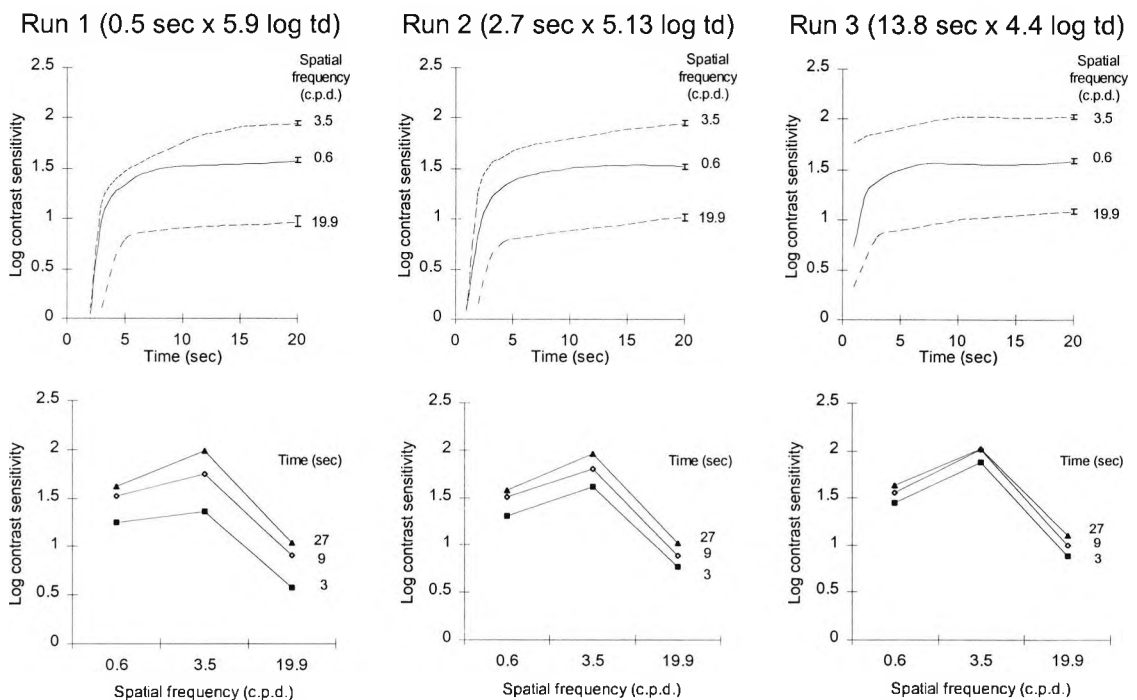 Run 1 (0.5 sec x 5.9 log td)
Run 2 (2.7 sec x 5.13 log td)
Run 3 (13.8 sec x 4.4 log td)
Log contrast sensitivity
2.5
2
1.5
1
0.5
0
0
5
10
15
20
Time (sec)
Spatial
frequency
(c.p.d.)
3.5
0.6
19.9
Log contrast sensitivity
2.5
2
1.5
1
0.5
0
0
5
10
15
20
Time (sec)
Spatial
frequency
(c.p.d.)
3.5
0.6
19.9
Log contrast sensitivity
2.5
2
1.5
1
0.5
0
0
5
10
15
20
Time (sec)
Spatial
frequency
(c.p.d.)
3.5
0.6
19.9
Log contrast sensitivity
2.5
2
1.5
1
0.5
0
Time (sec)
27
9
3
0.6
3.5
19.9
Spatial frequency (c.p.d.)
Log contrast sensitivity
2.5
2
1.5
1
0.5
0
Time (sec)
27
9
3
0.6
3.5
19.9
Spatial frequency (c.p.d.)
Log contrast sensitivity
2.5
2
1.5
1
0.5
0
Time (sec)
27
9
3
0.6
3.5
19.9
Spatial frequency (c.p.d.)